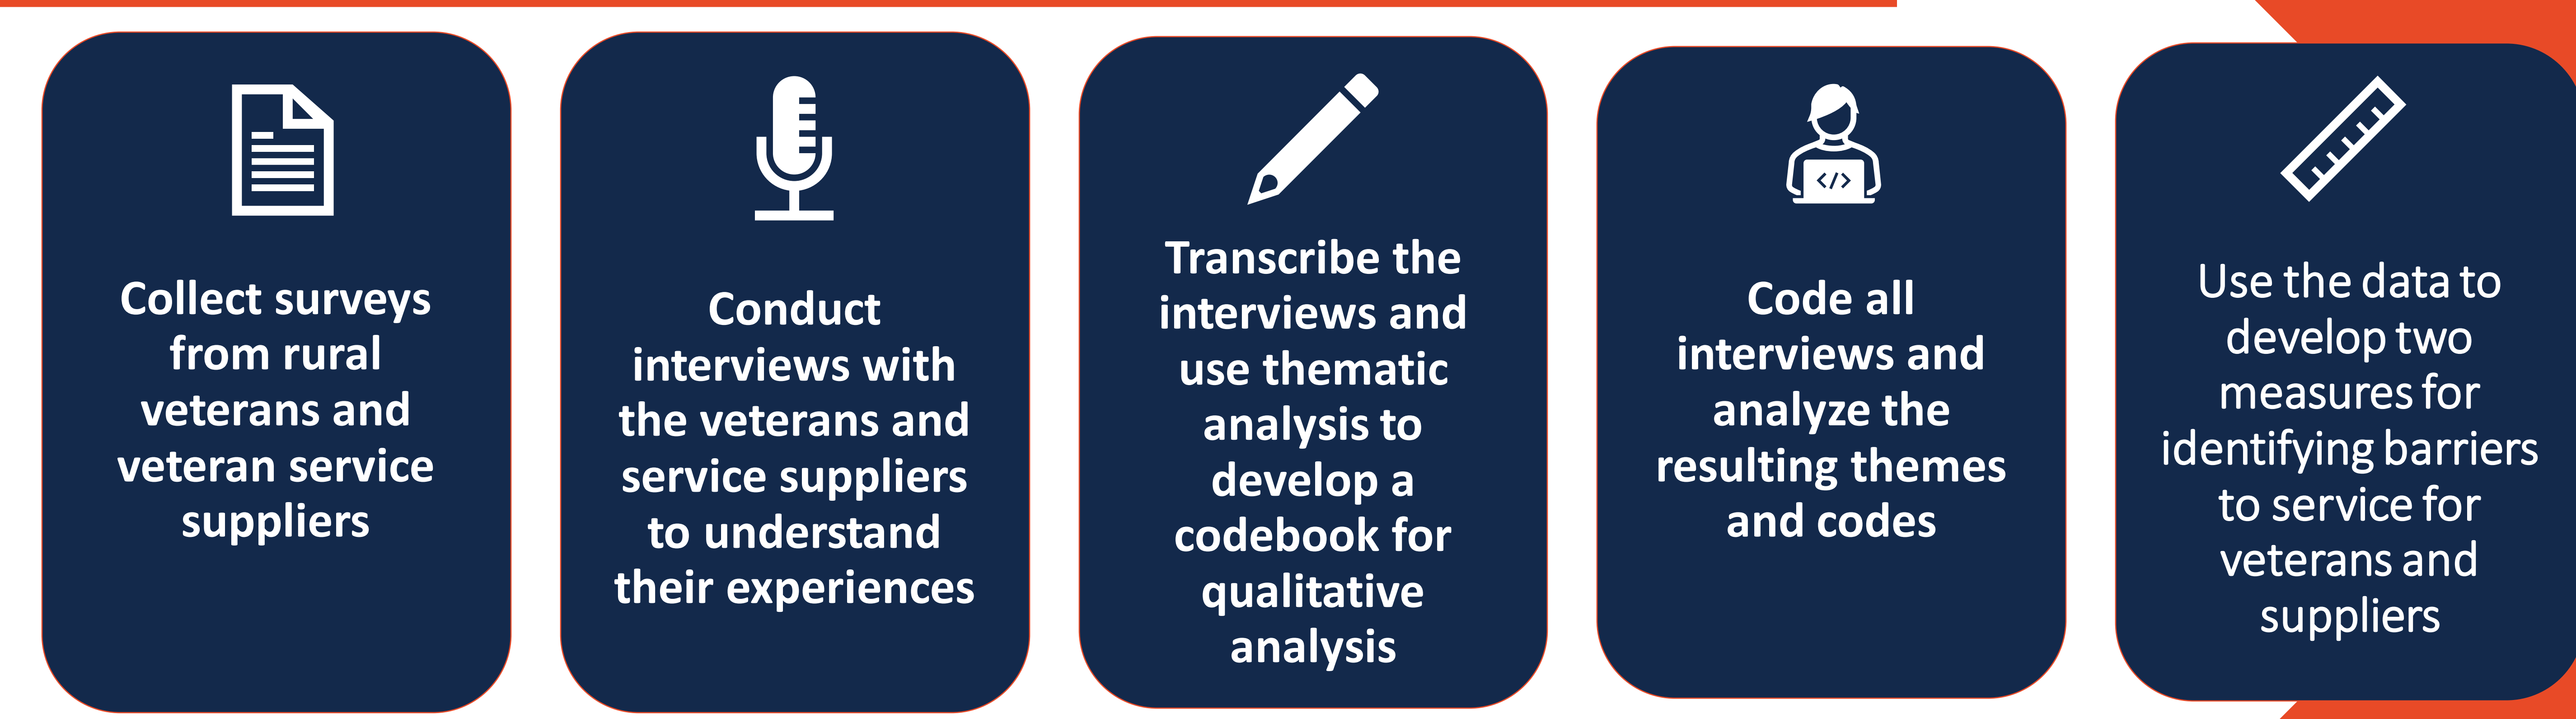 Collect surveys
from rural
veterans and
veteran service
suppliers
Conduct
interviews with
the veterans and
service suppliers
to understand
their experiences
Transcribe the
interviews and
use thematic
analysis to
develop a
codebook for
qualitative
analysis
</>
Code all
interviews and
analyze the
resulting themes
and codes
Use the data to
develop two
measures for
identifying barriers
to service for
veterans and
suppliers